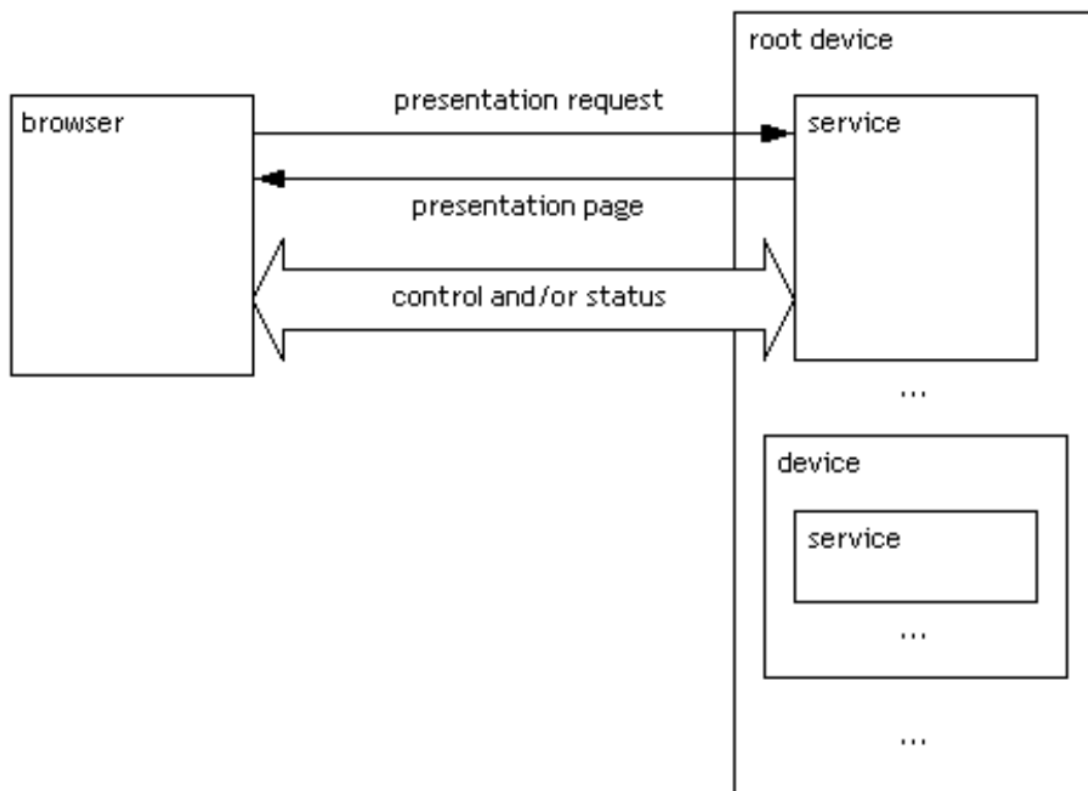 root device
presentation request
browser
service
presentation page
control and/or status
...
device
service
...
...